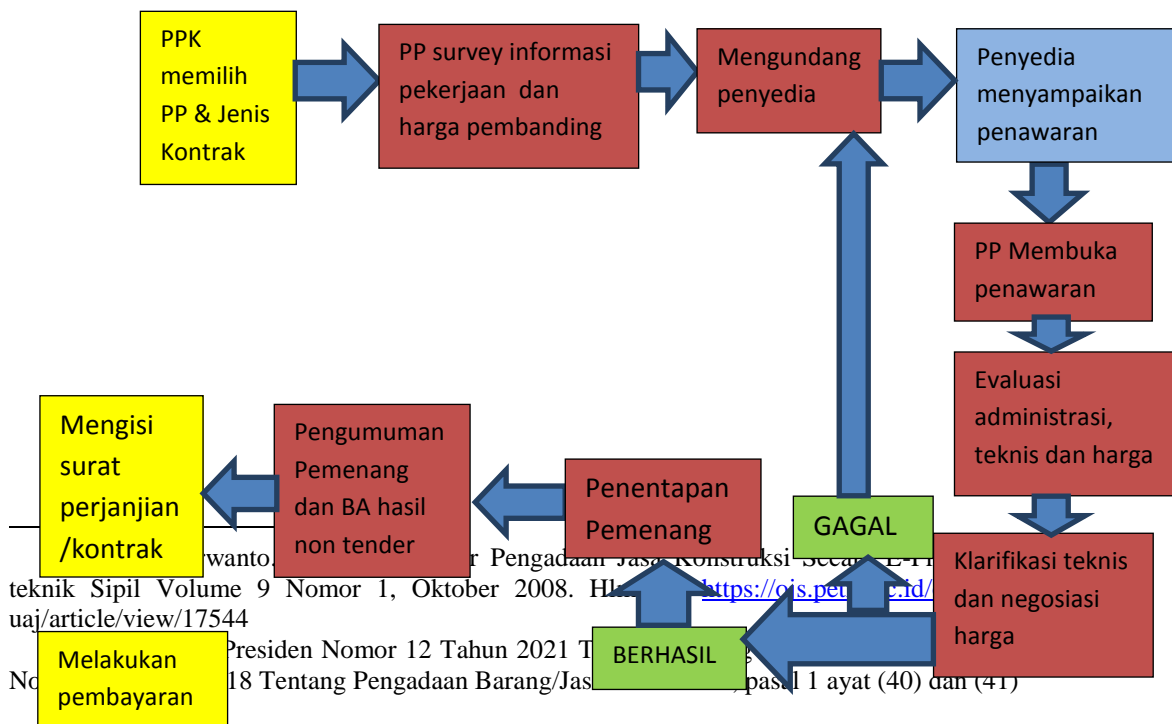 PPK
memilih
PP & Jenis
Kontrak
PP survey informasi
pekerjaan dan
harga pembanding
Mengundang
penyedia
Penyedia
menyampaikan
penawaran
PP Membuka
penawaran
Evaluasi
administrasi,
teknis dan harga
Klarifikasi teknis
dan negosiasi
harga
GAGAL
BERHASIL
Penentapan
Pemenang
Pengumuman
Pemenang
dan BA hasil
non tender
Mengisi
surat
perjanjian
/kontrak
Melakukan
pembayaran
Pengadaan Jasa Konstruksi
teknik Sipil Volume 9 Nomor 1, Oktober 2008.
uaj/article/view/17544
Presiden Nomor 12 Tahun 2021
18 Tentang Pengadaan pasal 1 ayat (40) dan (41)